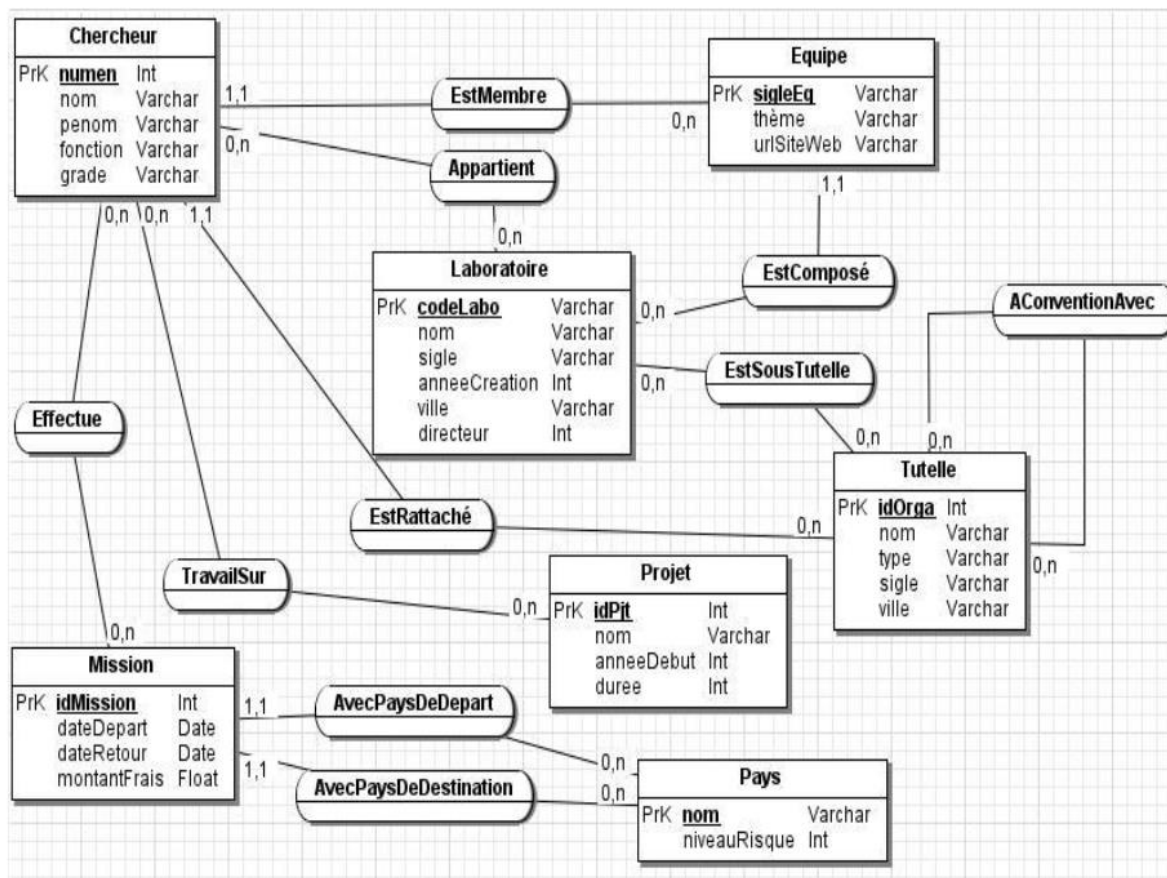 Chercheur
PrK numen Int
nom Varchar
penom Varchar
fonction Varchar
grade Varchar
1,1
EstMembre
0,n
Equipe
PrK sigleEq Varchar
thème Varchar
urlSiteWeb Varchar
0,n
Appartient
0,n
1,1
EstComposé
0,n
Laboratoire
PrK codeLabo Varchar
nom Varchar
sigle Varchar
anneeCreation Int
ville Varchar
directeur Int
0,n
EstSousTutelle
0,n
AConventionAvec
0,n
0,n
Tutelle
PrK idOrga Int
nom Varchar
type Varchar
sigle Varchar
ville Varchar
0,n
0,n
1,1
Effectue
EstRattaché
0,n
TravailSur
0,n
Projet
PrK idPjt Int
nom Varchar
anneeDebut Int
duree Int
0,n
Mission
PrK idMission Int
dateDepart Date
dateRetour Date
montantFrais Float
1,1
AvecPaysDeDepart
0,n
1,1
AvecPaysDeDestination
0,n
Pays
PrK nom Varchar
niveauRisque Int